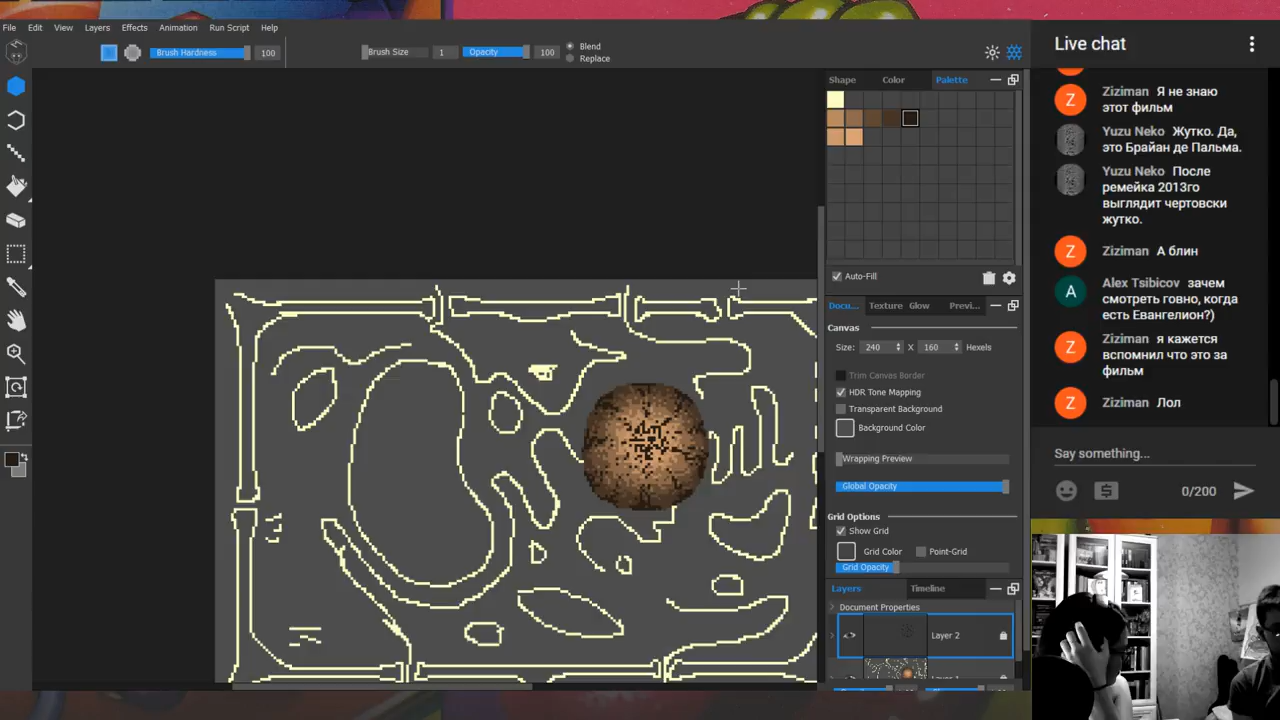 File Edit View Layers Effects Animation Run Script Help
Brush Hardness 100 Brush Size 1 Opacity 100 Blend
Replace
Shape Color Palette
Auto-Fill
Docu... Texture Glow Previ...
Canvas
Size: 240 X 160 Hexels
Trim Canvas Border
HDR Tone Mapping
Transparent Background
Background Color
Wrapping Preview
Global Opacity
Grid Options
Show Grid
Grid Color Point-Grid
Grid Opacity
Layers Timeline
Document Properties
Layer 2
Live chat
Ziziman Я не знаю
этот фильм
Yuzu Neko Жутко. Да,
это Брайан де Пальма.
Yuzu Neko После
ремейка 2013го
выглядит чертовски
жутко.
Ziziman А блин
Alex Tsibicov зачем
смотреть говно, когда
есть Евангелион?)
Ziziman я кажется
вспомнил что это за
фильм
Ziziman Лол
Say something...
0/200